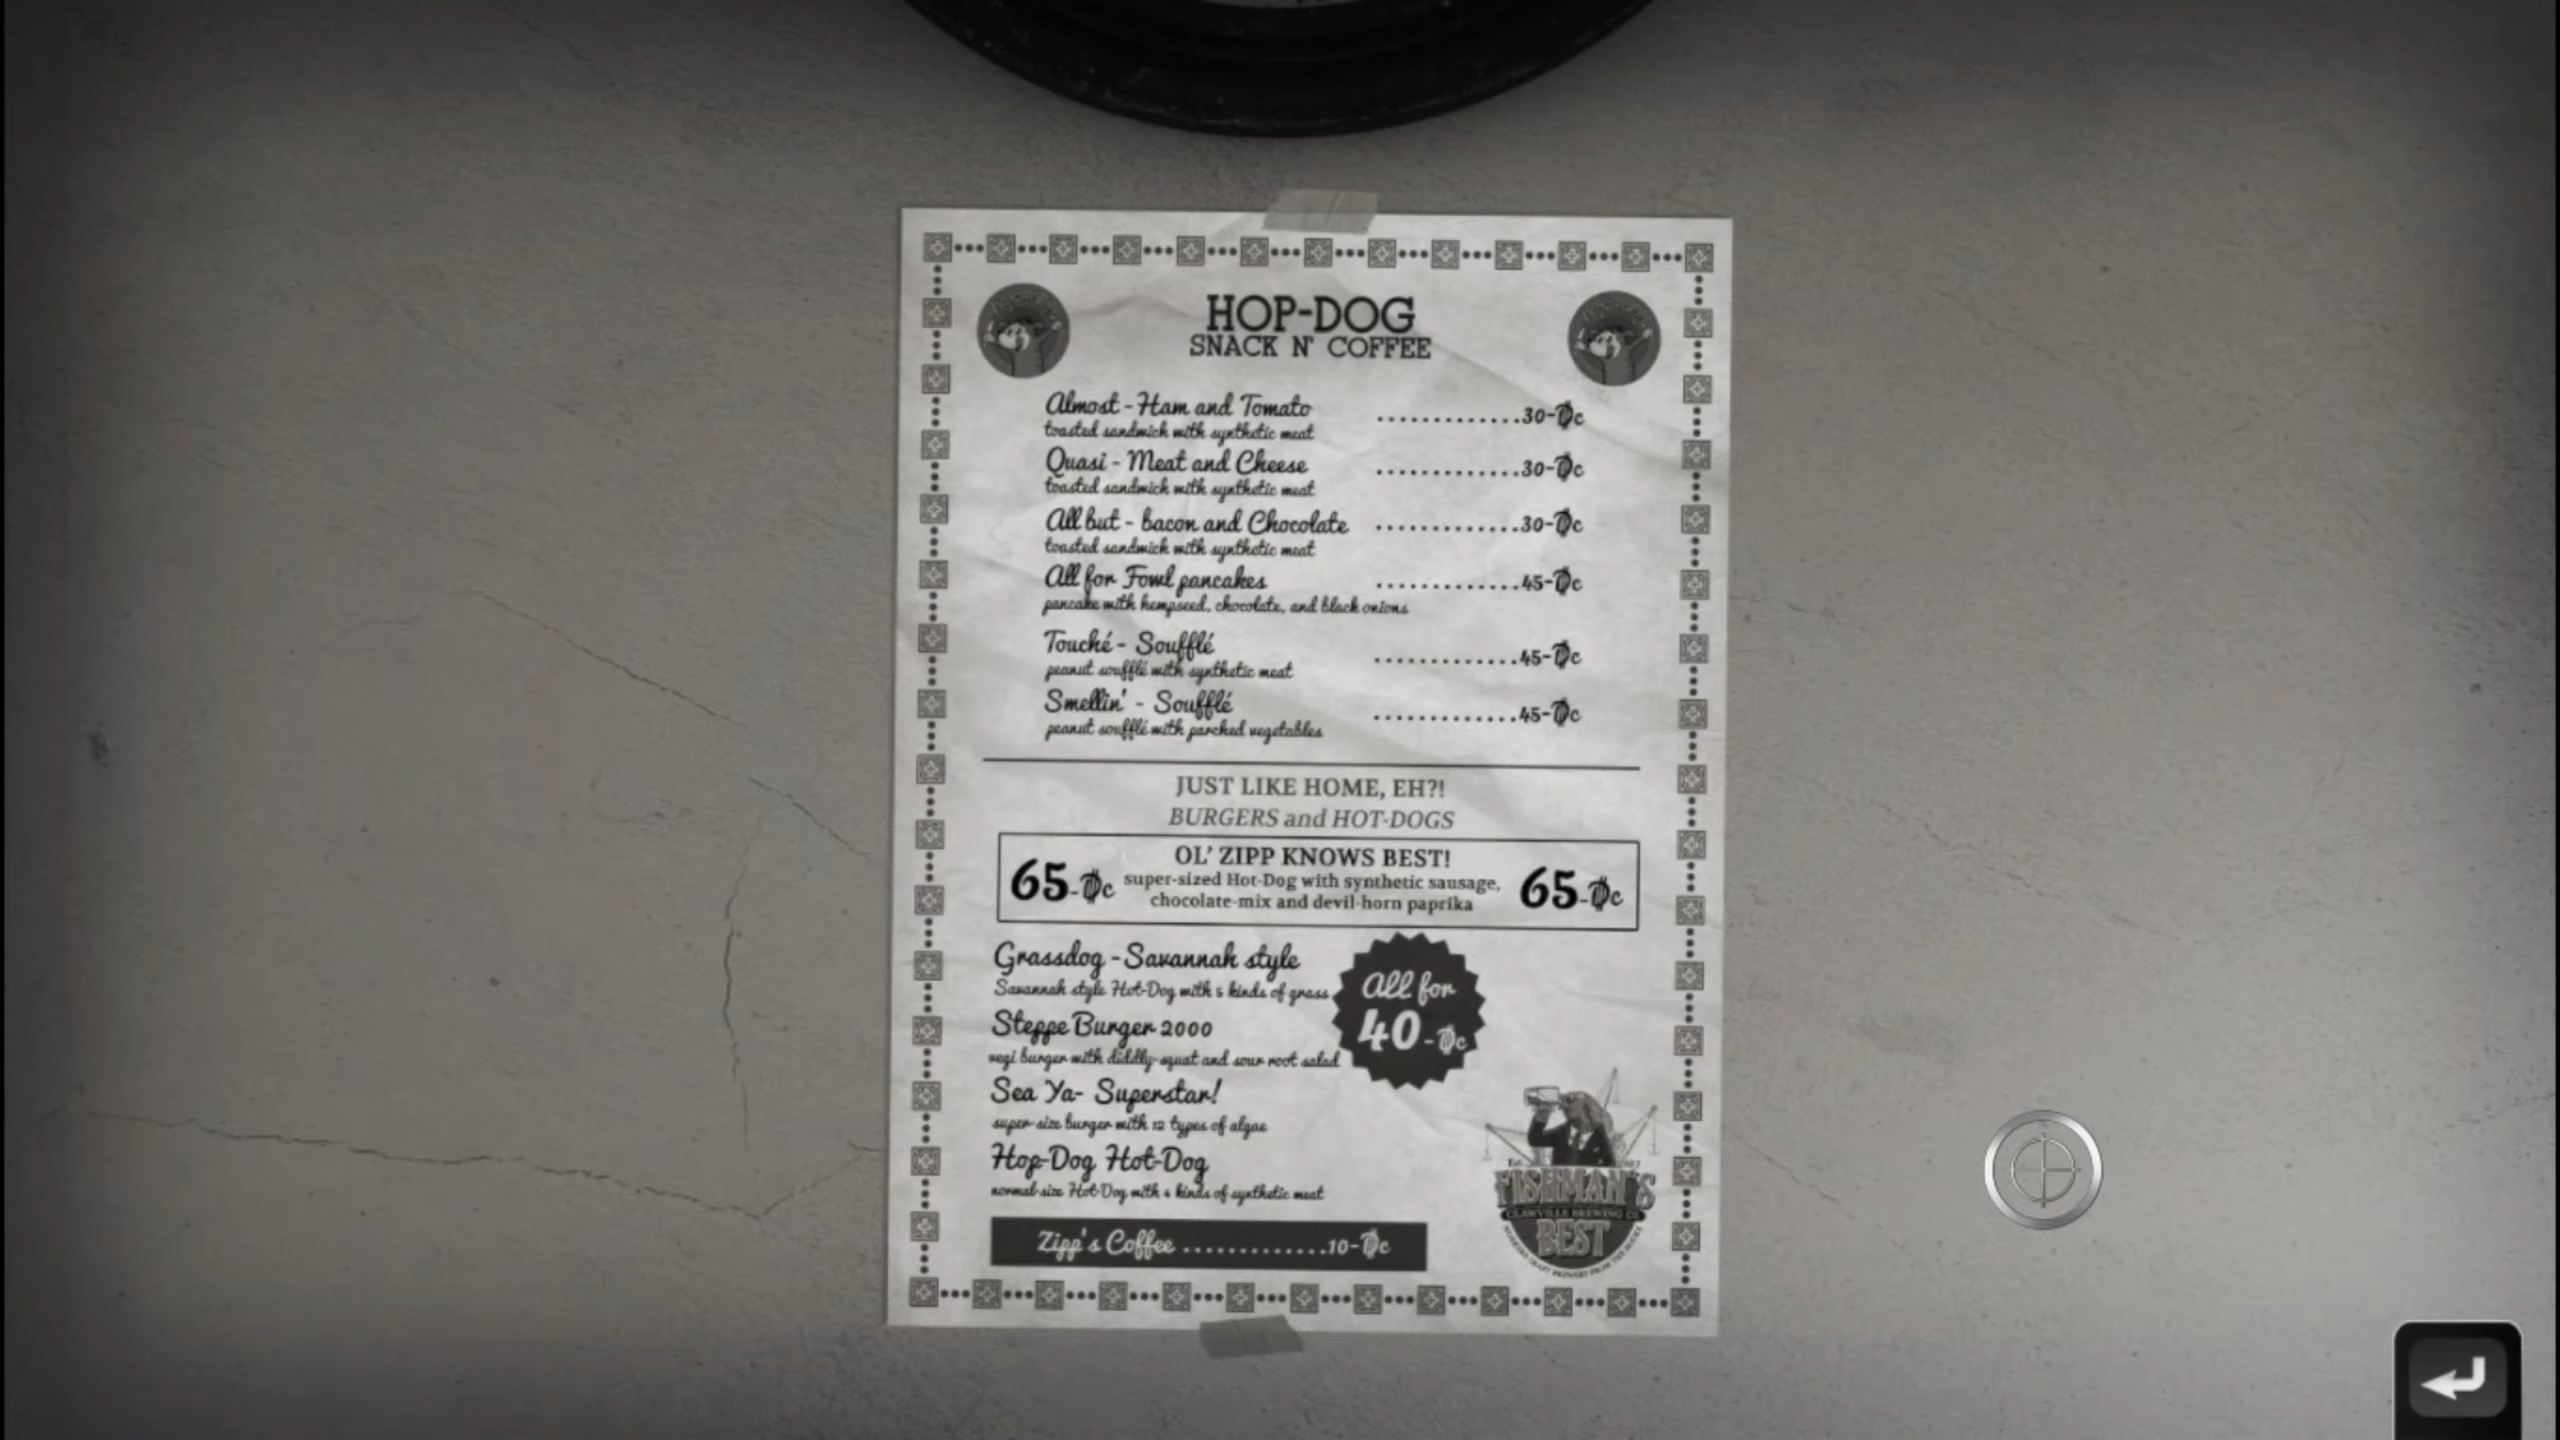 HOP-DOG
SNACK N' COFFEE
Almost - Ham and Tomato .............30-₯c
toasted sandwich with synthetic meat
Quasi - Meat and Cheese .............30-₯c
toasted sandwich with synthetic meat
All but - bacon and Chocolate .............30-₯c
toasted sandwich with synthetic meat
All for Fowl pancakes .............45-₯c
pancake with hempseed, chocolate, and black onions
Touché - Soufflé .............45-₯c
peanut soufflé with synthetic meat
Smellin' - Soufflé .............45-₯c
peanut soufflé with parched vegetables
JUST LIKE HOME, EH?!
BURGERS and HOT-DOGS
OL' ZIPP KNOWS BEST!
65-₯c super-sized Hot-Dog with synthetic sausage, 65-₯c
chocolate-mix and devil-horn paprika
Grassdog - Savannah style
Savannah style Hot-Dog with 5 kinds of grass
All for
40-₯c
Steppe Burger 2000
vegi burger with diddly-squat and sour root salad
Sea Ya- Superstar!
super-size burger with 12 types of algae
Hop-Dog Hot-Dog
normal-size Hot-Dog with 4 kinds of synthetic meat
Zipp's Coffee .............10-₯c
FISHMAN'S
CLAWVILLE BREWING CO
BEST